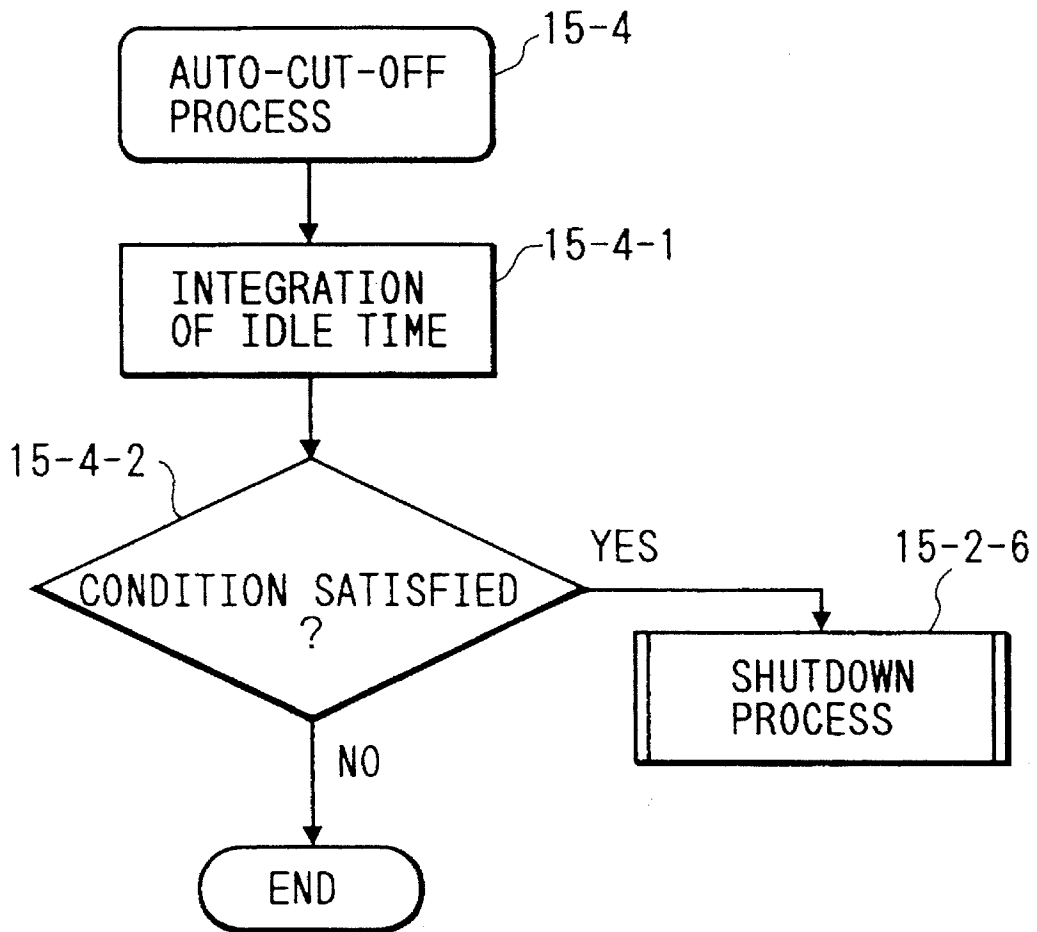 15-4
AUTO-CUT-OFF
PROCESS
15-4-1
INTEGRATION
OF IDLE TIME
15-4-2
CONDITION SATISFIED
?
YES
15-2-6
SHUTDOWN
PROCESS
NO
END